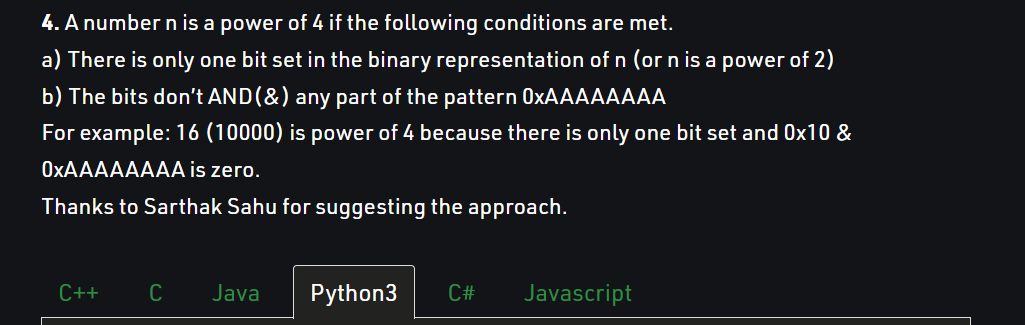 4. A number n is a power of 4 if the following conditions are met.
a) There is only one bit set in the binary representation of n (or n is a power of 2)
b) The bits don’t AND(&) any part of the pattern 0xAAAAAAAA
For example: 16 (10000) is power of 4 because there is only one bit set and 0x10 &
0xAAAAAAAA is zero.
Thanks to Sarthak Sahu for suggesting the approach.
C++ C Java Python3 C# Javascript